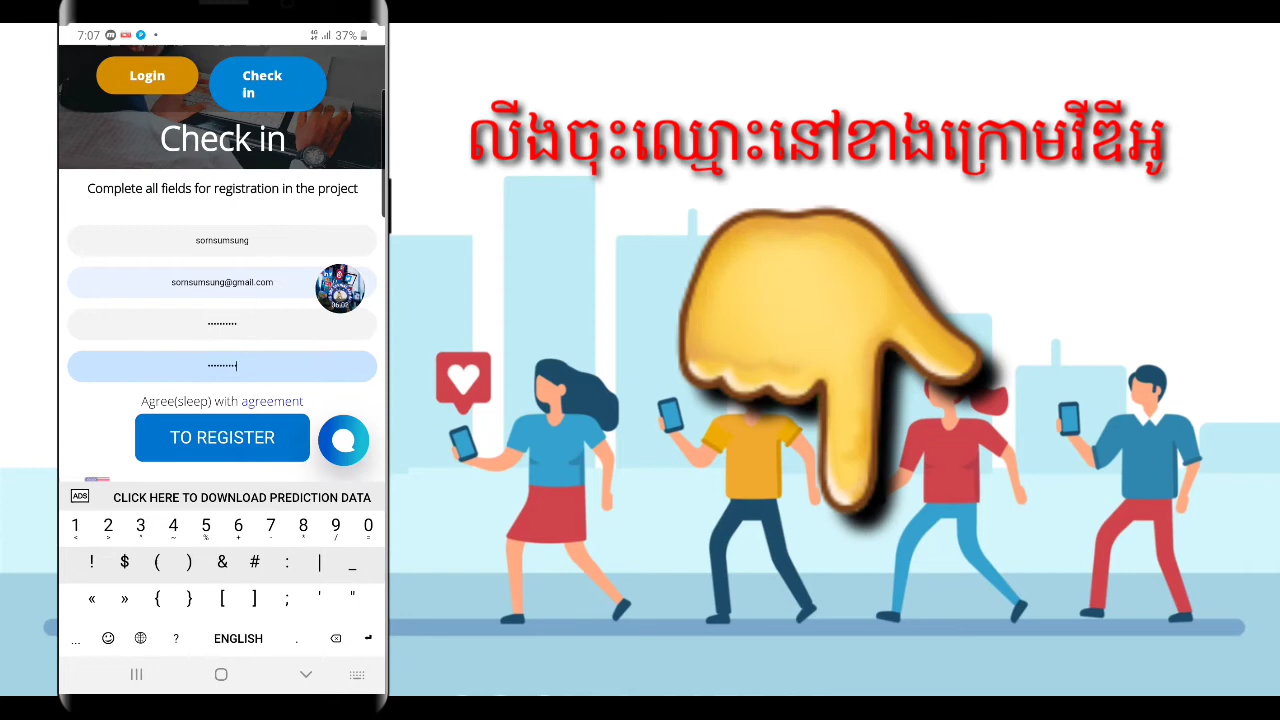 7:07
4G 37%
Login
Check
in
Check in
Complete all fields for registration in the project
sornsumsung
sornsumsung@gmail.com
06:02
••••••••••
••••••••••
Agree(sleep) with agreement
TO REGISTER
ADS CLICK HERE TO DOWNLOAD PREDICTION DATA
1 2 3 4 5 6 7 8 9 0
< > ^ ~ % + - * / =
! $ ( ) & # : | _
« » { } [ ] ; ' "
... ? ENGLISH .
លីងចុះឈ្មោះនៅខាងក្រោមវីឌីអូ